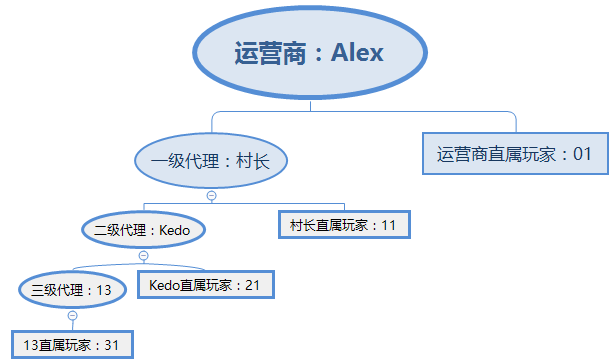 运营商：Alex
一级代理：村长
运营商直属玩家：01
二级代理：Kedo
村长直属玩家：11
三级代理：13
Kedo直属玩家：21
13直属玩家：31